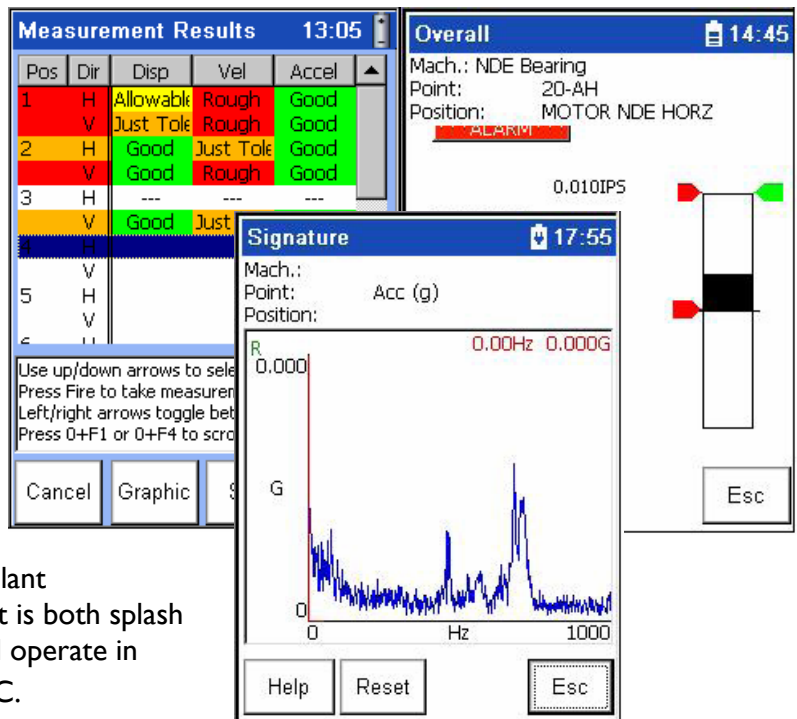 Measurement Results 13:05
Pos Dir Disp Vel Accel
1 H Allowable Rough Good
V Just Tole Rough Good
2 H Good Just Tole Good
V Good Rough Good
3 H --- --- ---
V Good Just
4 H
V
5 H
V
Use up/down arrows to sele
Press Fire to take measurem
Left/right arrows toggle bet
Press 0+F1 or 0+F4 to scro
Cancel Graphic S
Overall 14:45
Mach.: NDE Bearing
Point: 20-AH
Position: MOTOR NDE HORZ
ALARM
0.010IPS
Esc
Signature 17:55
Mach.:
Point: Acc (g)
Position:
R 0.00Hz 0.000G
0.000
G
0
0 Hz 1000
Help Reset Esc
lant
t is both splash
operate in
C.